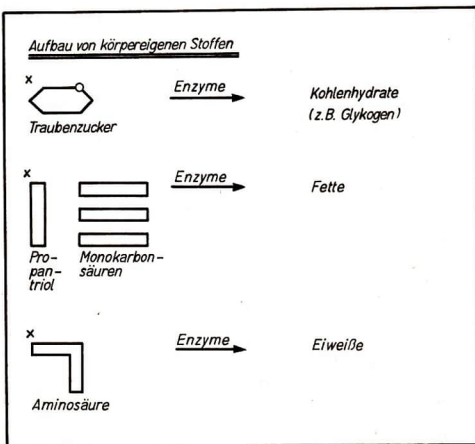 Aufbau von körpereigenen Stoffen
x
Enzyme
Kohlenhydrate
(z.B. Glykogen)
Traubenzucker
x
Enzyme
Fette
Pro-
pan-
triol
Monokarbon-
säuren
x
Enzyme
Eiweiße
Aminosäure